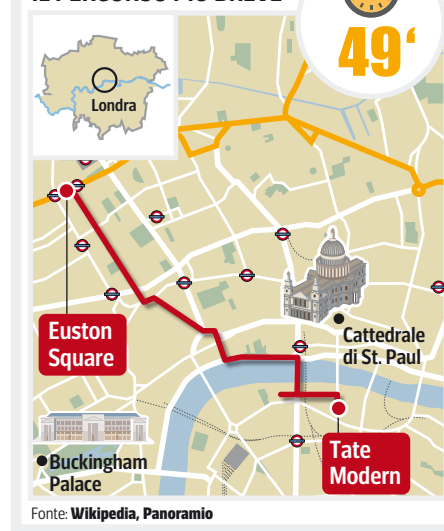 49‘
Londra
Euston
Square
Cattedrale
di St. Paul
Buckingham
Palace
Tate
Modern
Fonte: Wikipedia, Panoramio